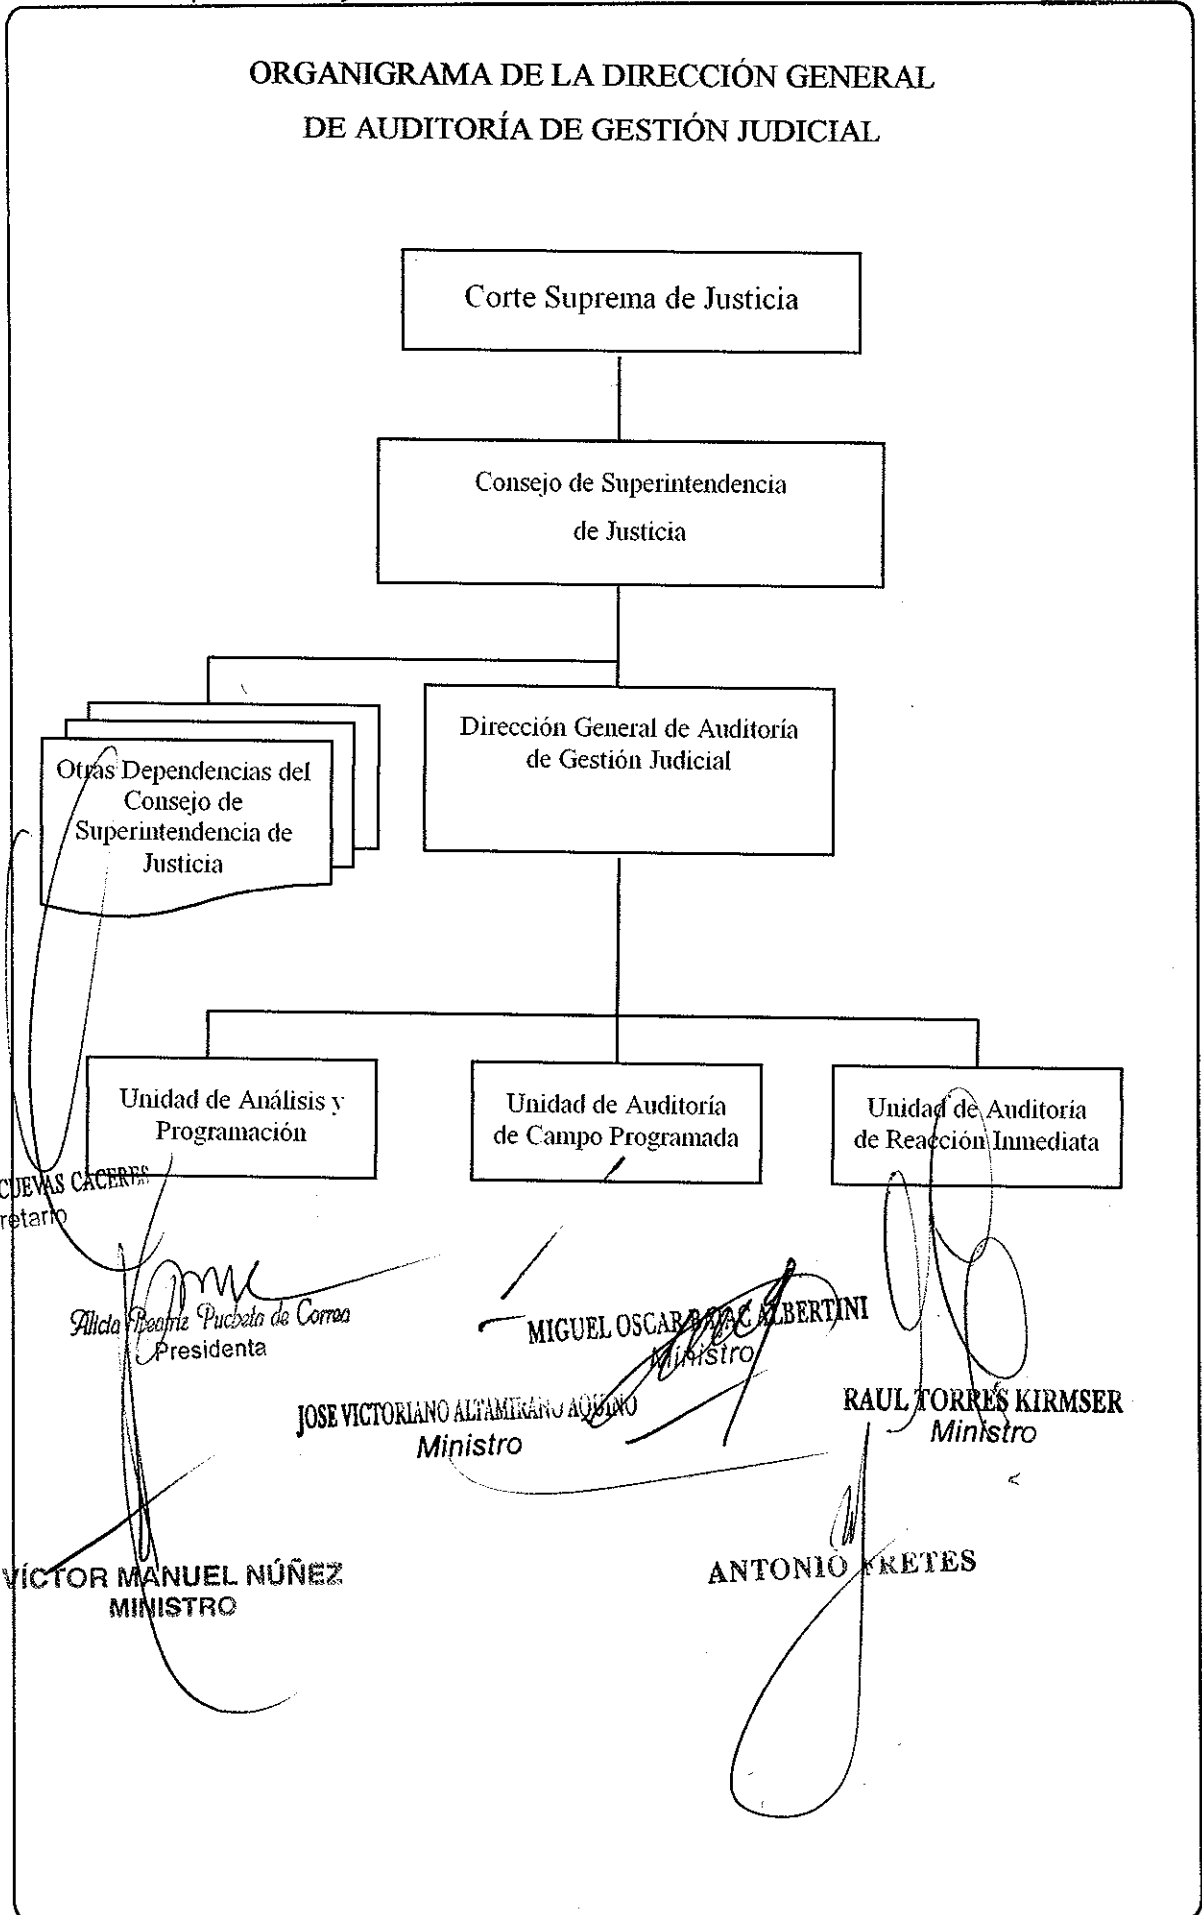 ORGANIGRAMA DE LA DIRECCIÓN GENERAL
DE AUDITORÍA DE GESTIÓN JUDICIAL
Corte Suprema de Justicia
Consejo de Superintendencia
de Justicia
Otras Dependencias del
Consejo de
Superintendencia de
Justicia
Dirección General de Auditoría
de Gestión Judicial
Unidad de Análisis y
Programación
Unidad de Auditoría
de Campo Programada
Unidad de Auditoría
de Reacción Inmediata
CUEVAS CACERES
retario
Alicia Beatriz Pucheta de Correa
Presidenta
MIGUEL OSCAR BAJAC ALBERTINI
Ministro
JOSE VICTORIANO ALTAMIRANO AQUINO
Ministro
RAUL TORRES KIRMSER
Ministro
VÍCTOR MANUEL NÚÑEZ
MINISTRO
ANTONIO FRETES